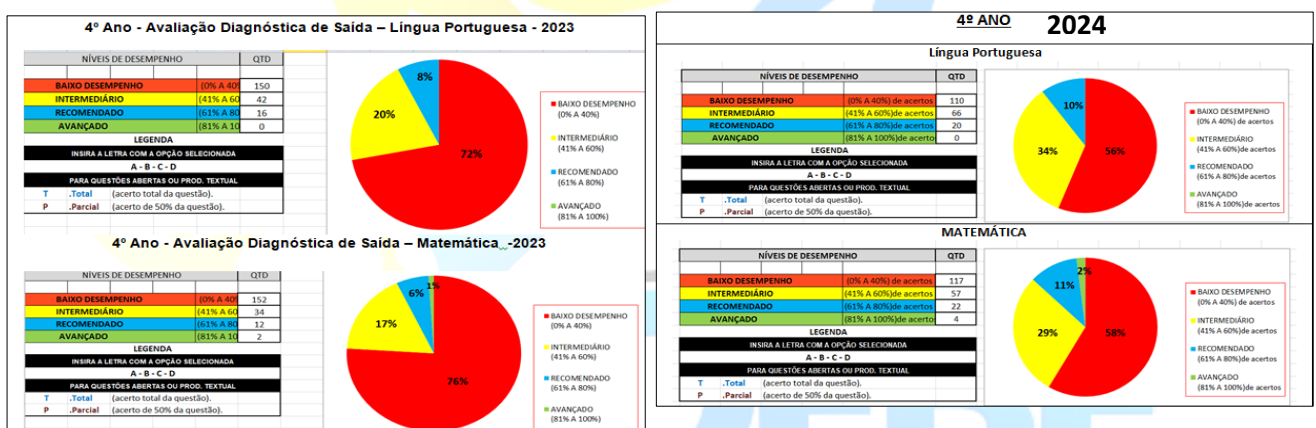 4º Ano - Avaliação Diagnóstica de Saída – Língua Portuguesa - 2023
NÍVEIS DE DESEMPENHO QTD
BAIXO DESEMPENHO (0% A 40% 150
INTERMEDIÁRIO (41% A 60 42
RECOMENDADO (61% A 80 16
AVANÇADO (81% A 10 0
LEGENDA
INSIRA A LETRA COM A OPÇÃO SELECIONADA
A - B - C - D
PARA QUESTÕES ABERTAS OU PROD. TEXTUAL
T .Total (acerto total da questão).
P .Parcial (acerto de 50% da questão).
8%
20%
72%
BAIXO DESEMPENHO
(0% A 40%)
INTERMEDIÁRIO
(41% A 60%)
RECOMENDADO
(61% A 80%)
AVANÇADO
(81% A 100%)
4º Ano - Avaliação Diagnóstica de Saída – Matemática -2023
NÍVEIS DE DESEMPENHO QTD
BAIXO DESEMPENHO (0% A 40% 152
INTERMEDIÁRIO (41% A 60 34
RECOMENDADO (61% A 80 12
AVANÇADO (81% A 10 2
LEGENDA
INSIRA A LETRA COM A OPÇÃO SELECIONADA
A - B - C - D
PARA QUESTÕES ABERTAS OU PROD. TEXTUAL
T .Total (acerto total da questão).
P .Parcial (acerto de 50% da questão).
1%
6%
17%
76%
BAIXO DESEMPENHO
(0% A 40%)
INTERMEDIÁRIO
(41% A 60%)
RECOMENDADO
(61% A 80%)
AVANÇADO
(81% A 100%)
4º ANO 2024
Língua Portuguesa
NÍVEIS DE DESEMPENHO QTD
BAIXO DESEMPENHO (0% A 40%) de acertos 110
INTERMEDIÁRIO (41% A 60%)de acertos 66
RECOMENDADO (61% A 80%)de acertos 20
AVANÇADO (81% A 100%)de acerto 0
LEGENDA
INSIRA A LETRA COM A OPÇÃO SELECIONADA
A - B - C - D
PARA QUESTÕES ABERTAS OU PROD. TEXTUAL
T .Total (acerto total da questão).
P .Parcial (acerto de 50% da questão).
10%
34%
56%
BAIXO DESEMPENHO
(0% A 40%) de acertos
INTERMEDIÁRIO
(41% A 60%)de acertos
RECOMENDADO
(61% A 80%)de acertos
AVANÇADO
(81% A 100%)de acertos
MATEMÁTICA
NÍVEIS DE DESEMPENHO QTD
BAIXO DESEMPENHO (0% A 40%) de acertos 117
INTERMEDIÁRIO (41% A 60%)de acertos 57
RECOMENDADO (61% A 80%)de acertos 22
AVANÇADO (81% A 100%)de acerto 4
LEGENDA
INSIRA A LETRA COM A OPÇÃO SELECIONADA
A - B - C - D
PARA QUESTÕES ABERTAS OU PROD. TEXTUAL
T .Total (acerto total da questão).
P .Parcial (acerto de 50% da questão).
2%
11%
29%
58%
BAIXO DESEMPENHO
(0% A 40%) de acertos
INTERMEDIÁRIO
(41% A 60%)de acertos
RECOMENDADO
(61% A 80%)de acertos
AVANÇADO
(81% A 100%)de acertos